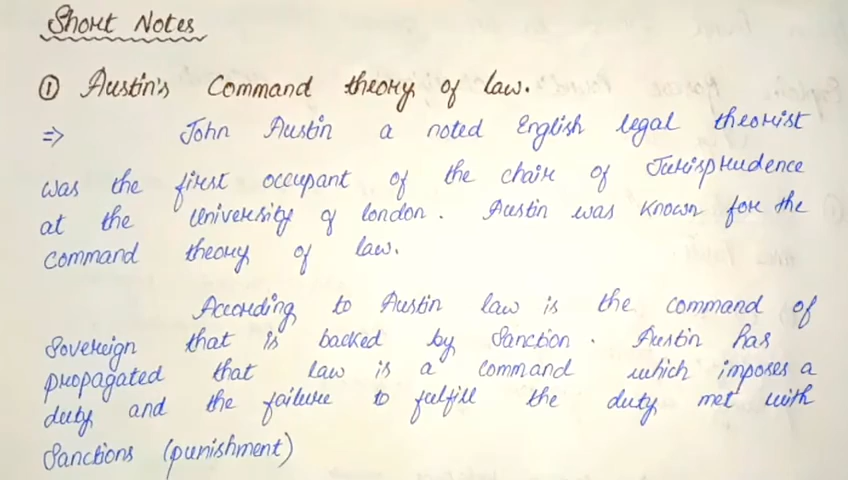 Short Notes
① Austin's Command theory of law.
⇒ John Austin a noted English legal theorist
was the first occupant of the chair of Jurisprudence
at the University of london. Austin was known for the
command theory of law.
According to Austin law is the command of
Sovereign that is backed by Sanction. Austin has
propagated that law is a command which imposes a
duty and the failure to fulfill the duty met with
Sanctions (punishment)